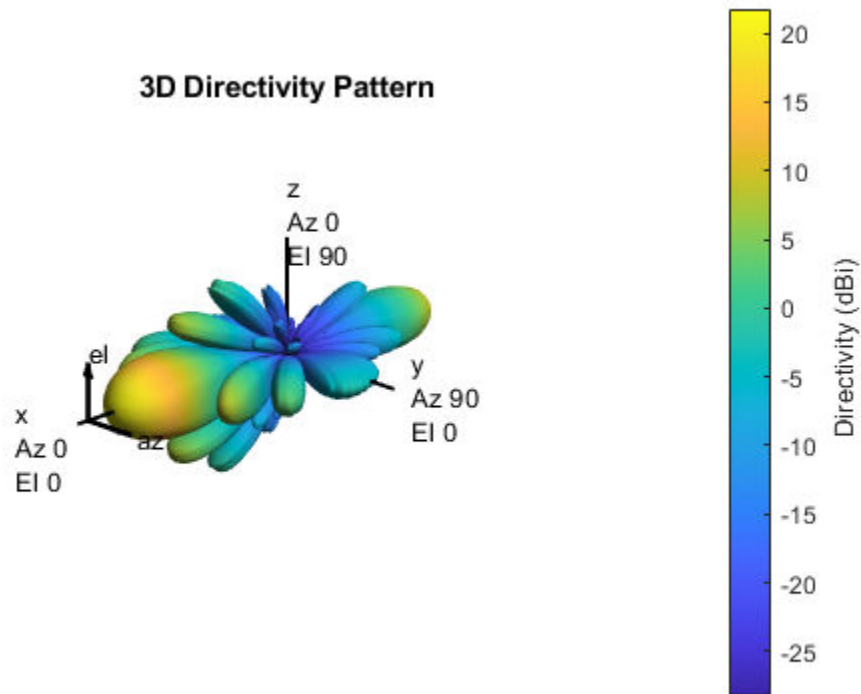 3D Directivity Pattern
z
Az 0
El 90
el
az
x
Az 0
El 0
y
Az 90
El 0
20
15
10
5
0
-5
-10
-15
-20
-25
Directivity (dBi)